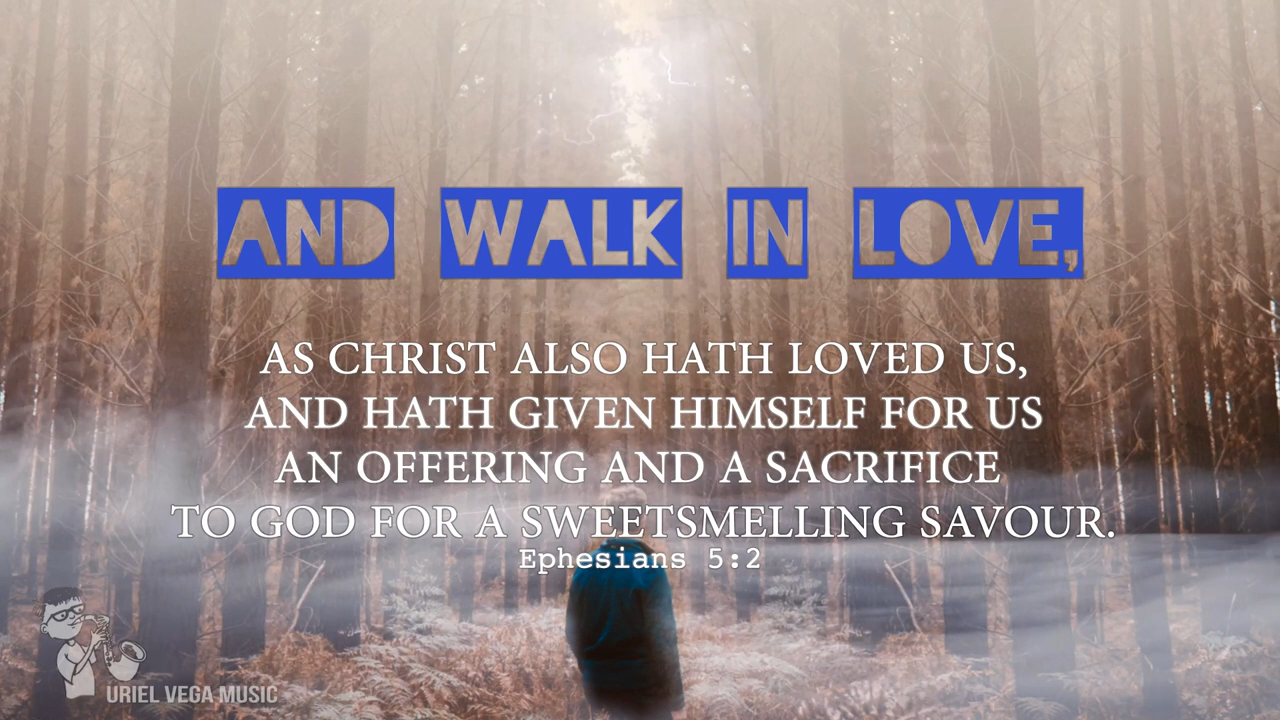 AND WALK IN LOVE,
AS CHRIST ALSO HATH LOVED US,
AND HATH GIVEN HIMSELF FOR US
AN OFFERING AND A SACRIFICE
TO GOD FOR A SWEETSMELLING SAVOUR.
Ephesians 5:2
URIEL VEGA MUSIC